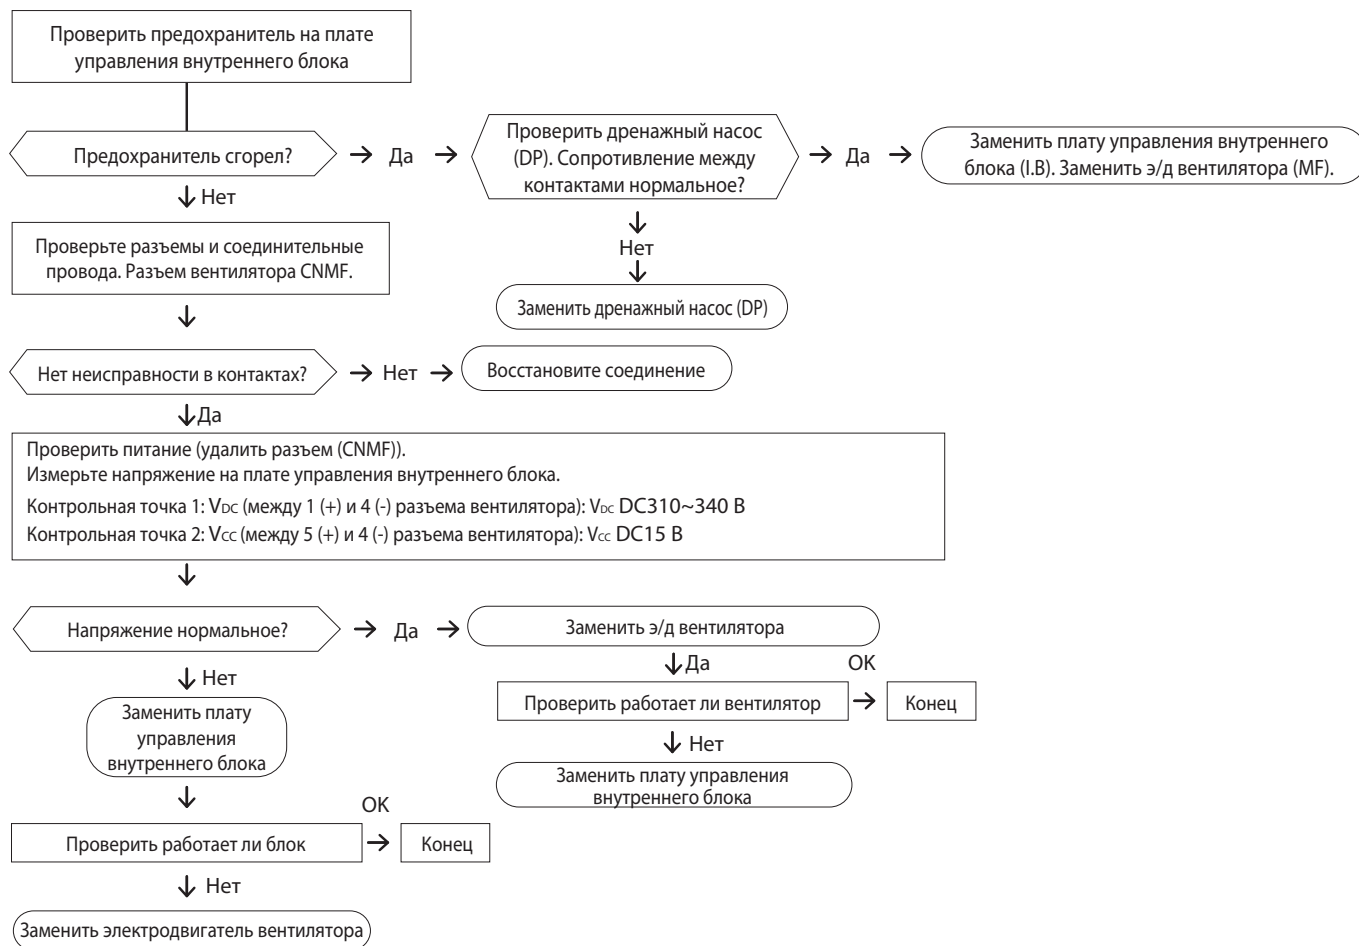 Проверить предохранитель на плате
управления внутреннего блока
Предохранитель сгорел?
Да
Проверить дренажный насос
(DP). Сопротивление между
контактами нормальное?
Да
Заменить плату управления внутреннего
блока (I.B). Заменить э/д вентилятора (MF).
Нет
Проверьте разъемы и соединительные
провода. Разъем вентилятора CNMF.
Нет
Заменить дренажный насос (DP)
Нет неисправности в контактах?
Нет
Восстановите соединение
Да
Проверить питание (удалить разъем (CNMF)).
Измерьте напряжение на плате управления внутреннего блока.
Контрольная точка 1: VDC (между 1 (+) и 4 (-) разъема вентилятора): VDC DC310~340 В
Контрольная точка 2: Vcc (между 5 (+) и 4 (-) разъема вентилятора): Vcc DC15 В
Напряжение нормальное?
Да
Заменить э/д вентилятора
Нет
Да
OK
Проверить работает ли вентилятор
Конец
Заменить плату
управления
внутреннего блока
Нет
Заменить плату управления
внутреннего блока
OK
Проверить работает ли блок
Конец
Нет
Заменить электродвигатель вентилятора